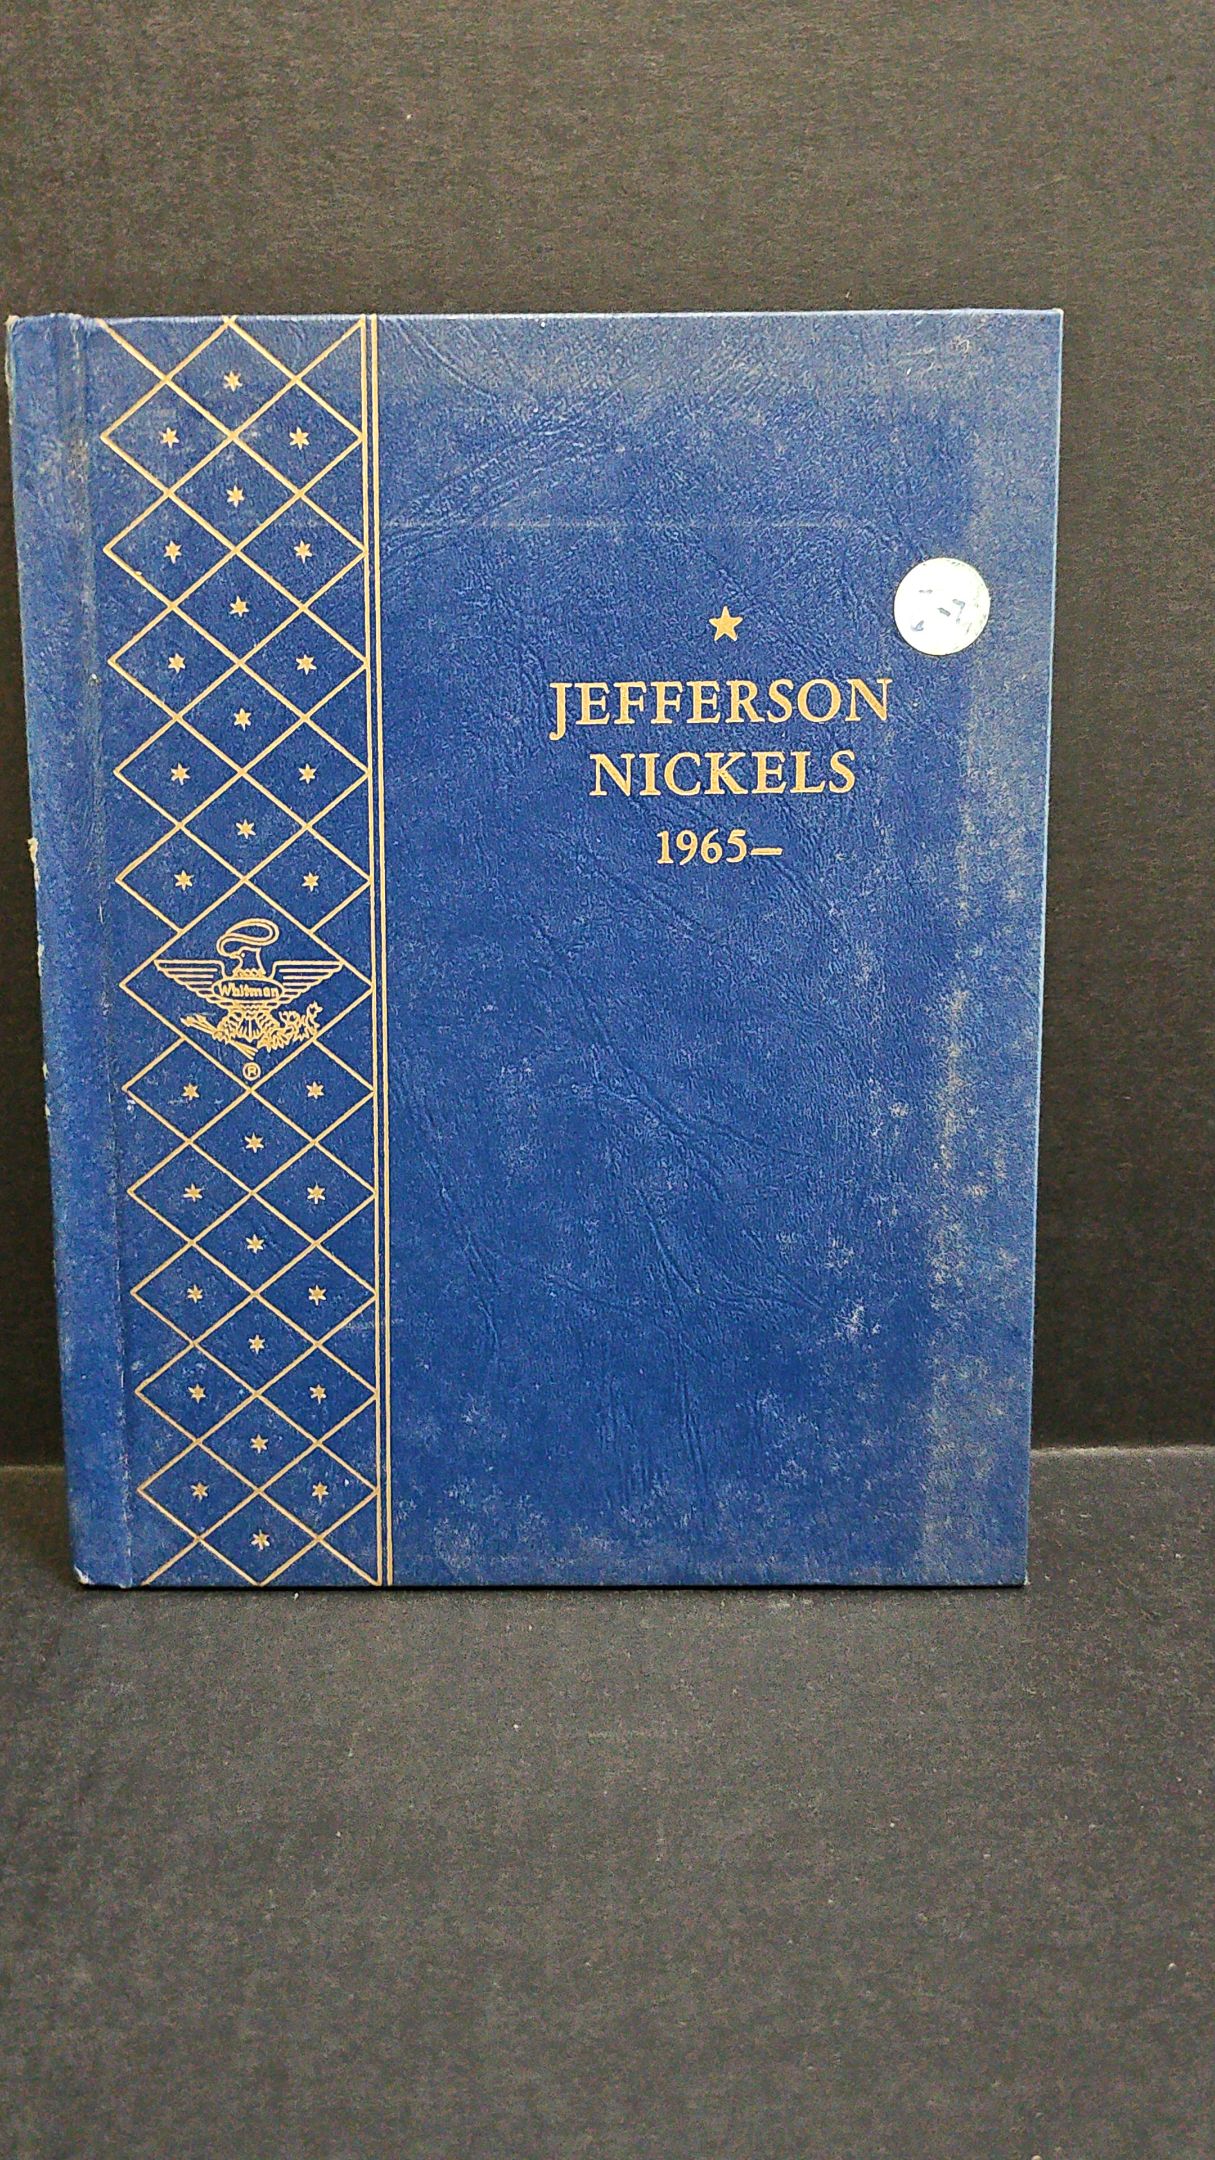 JEFFERSON
NICKELS
1965–
Whitman
®